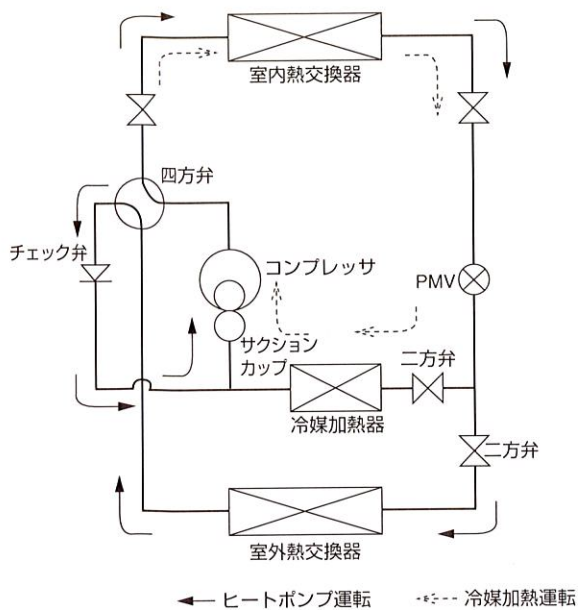 室内熱交換器
四方弁
チェック弁
コンプレッサ
PMV
サクション
カップ
二方弁
冷媒加熱器
二方弁
室外熱交換器
ヒートポンプ運転
冷媒加熱運転